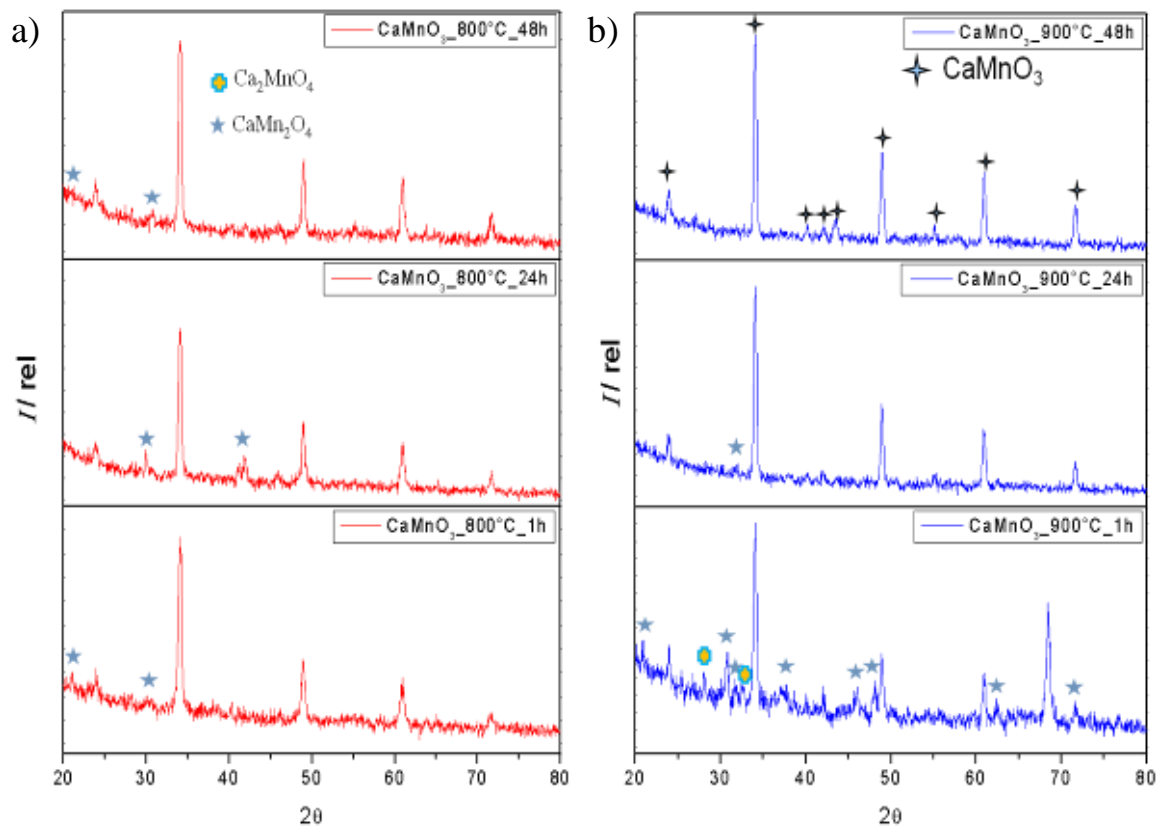 a)
CaMnO₃_800°C_48h
Ca₂MnO₄
CaMn₂O₄
CaMnO₃_800°C_24h
CaMnO₃_800°C_1h
I / rel
20 30 40 50 60 70 80
2θ
b)
CaMnO₃_900°C_48h
CaMnO₃
CaMnO₃_900°C_24h
CaMnO₃_900°C_1h
I / rel
20 30 40 50 60 70 80
2θ